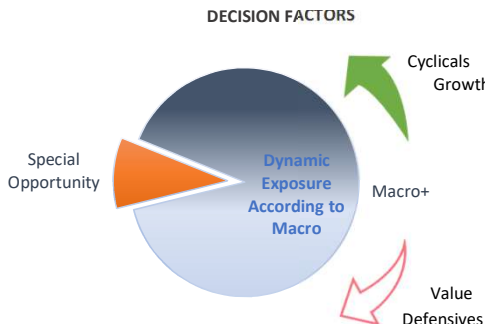 DECISION FACTORS
Cyclicals
Growth
Special
Opportunity
Dynamic
Exposure
According to
Macro
Macro+
Value
Defensives